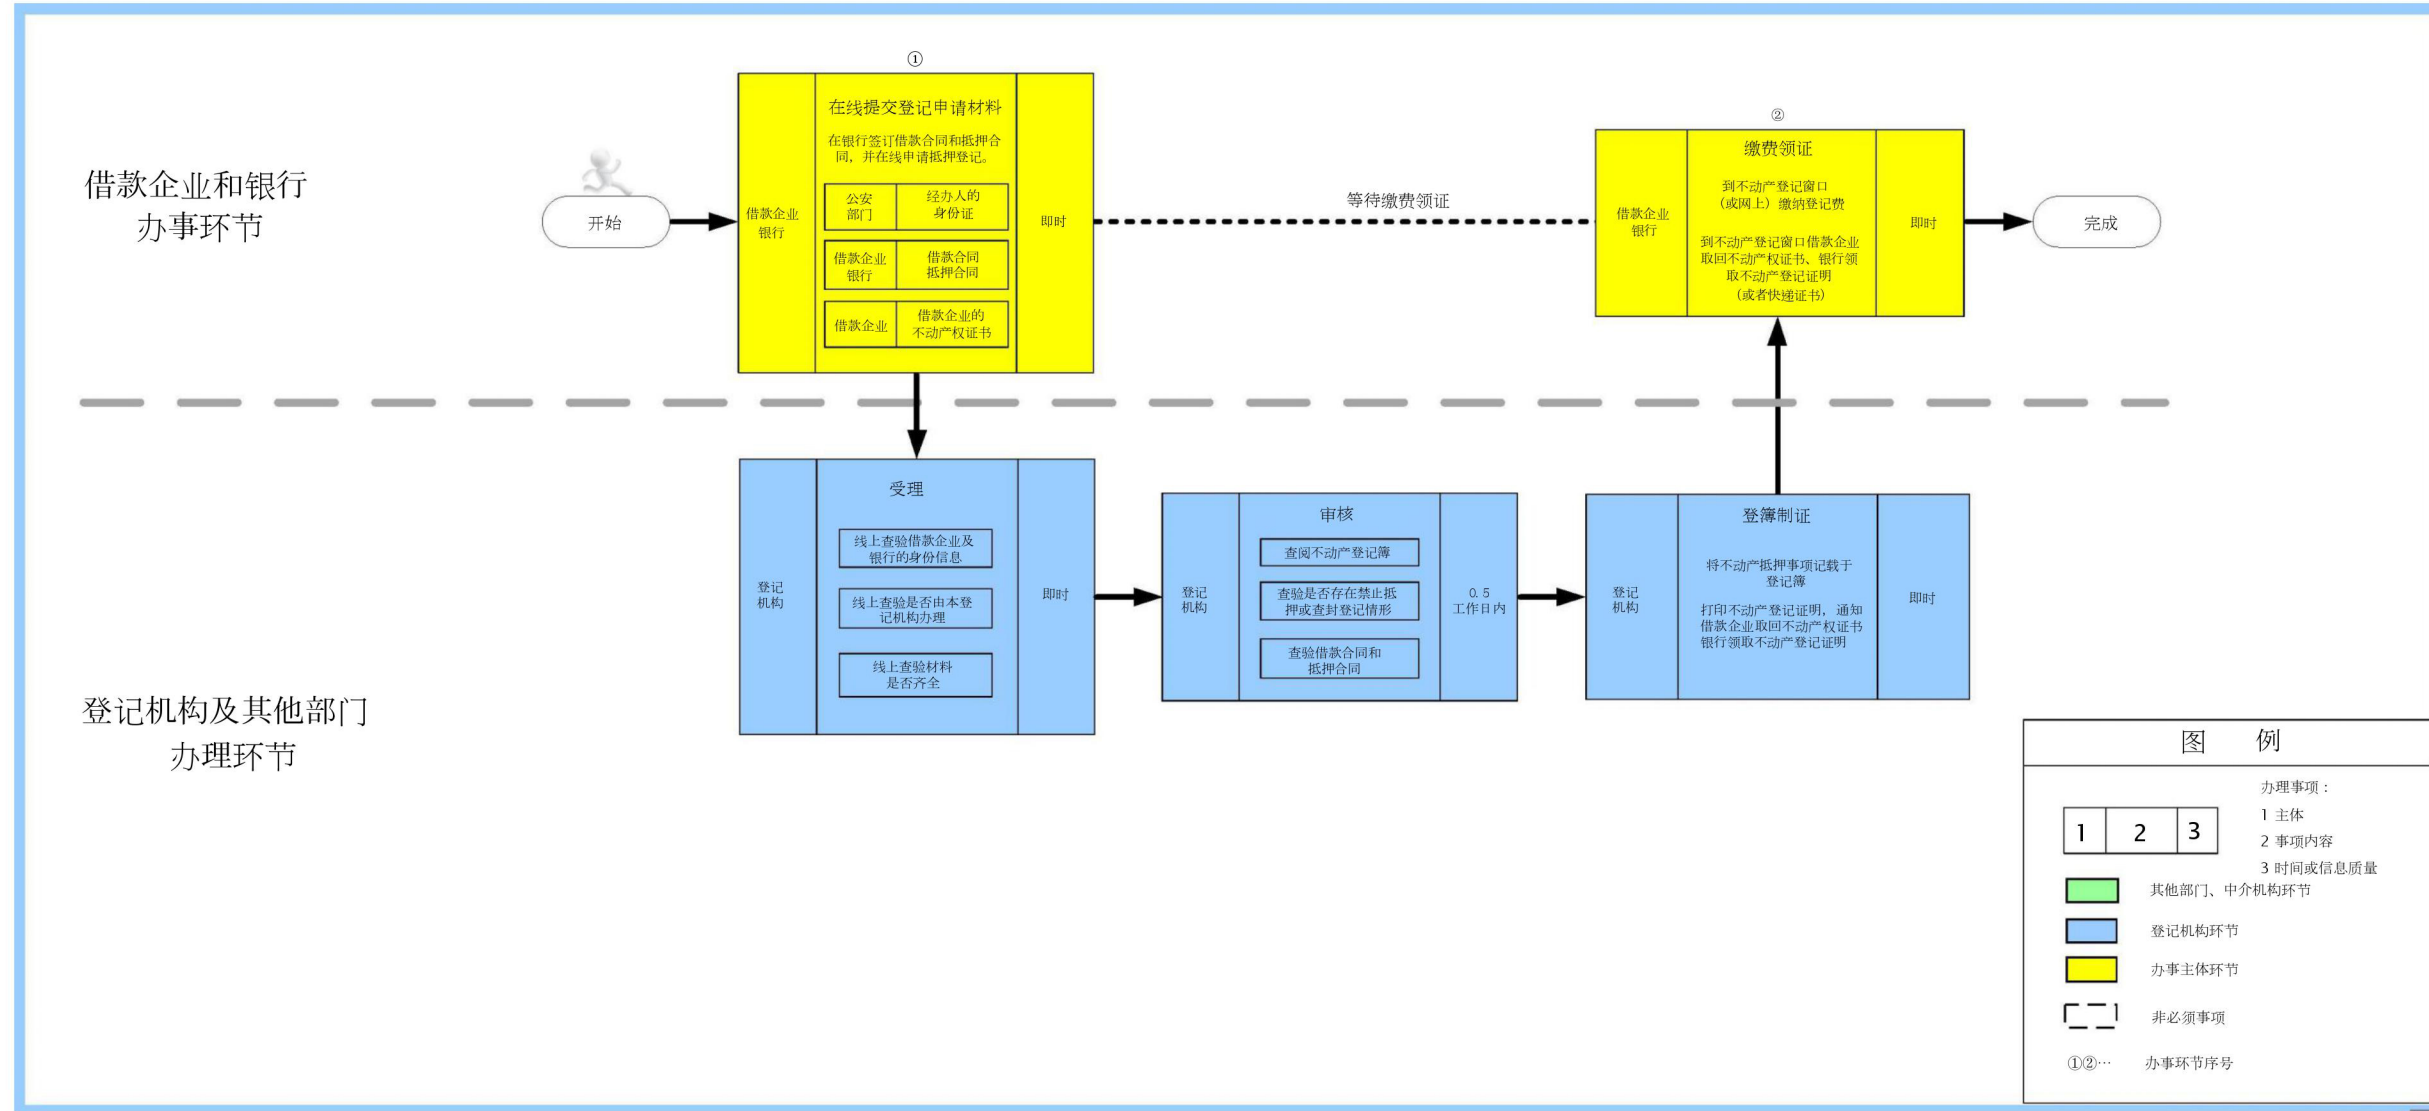 借款企业和银行
办事环节
开始
①
借款企业
银行
在线提交登记申请材料
在银行签订借款合同和抵押合
同，并在线申请抵押登记。
公安
部门
经办人的
身份证
借款企业
银行
借款合同
抵押合同
借款企业
借款企业的
不动产权证书
即时
等待缴费领证
②
借款企业
银行
缴费领证
到不动产登记窗口
（或网上）缴纳登记费
到不动产登记窗口借款企业
取回不动产权证书、银行领
取不动产登记证明
（或者快递证书）
即时
完成
登记机构及其他部门
办理环节
登记
机构
受理
线上查验借款企业及
银行的身份信息
线上查验是否由本登
记机构办理
线上查验材料
是否齐全
即时
登记
机构
审核
查阅不动产登记簿
查验是否存在禁止抵
押或查封登记情形
查验借款合同和
抵押合同
0.5
工作日内
登记
机构
登簿制证
将不动产抵押事项记载于
登记簿
打印不动产登记证明，通知
借款企业取回不动产权证书
银行领取不动产登记证明
即时
图 例
1 2 3
办理事项：
1 主体
2 事项内容
3 时间或信息质量
其他部门、中介机构环节
登记机构环节
办事主体环节
非必须事项
①②… 办事环节序号